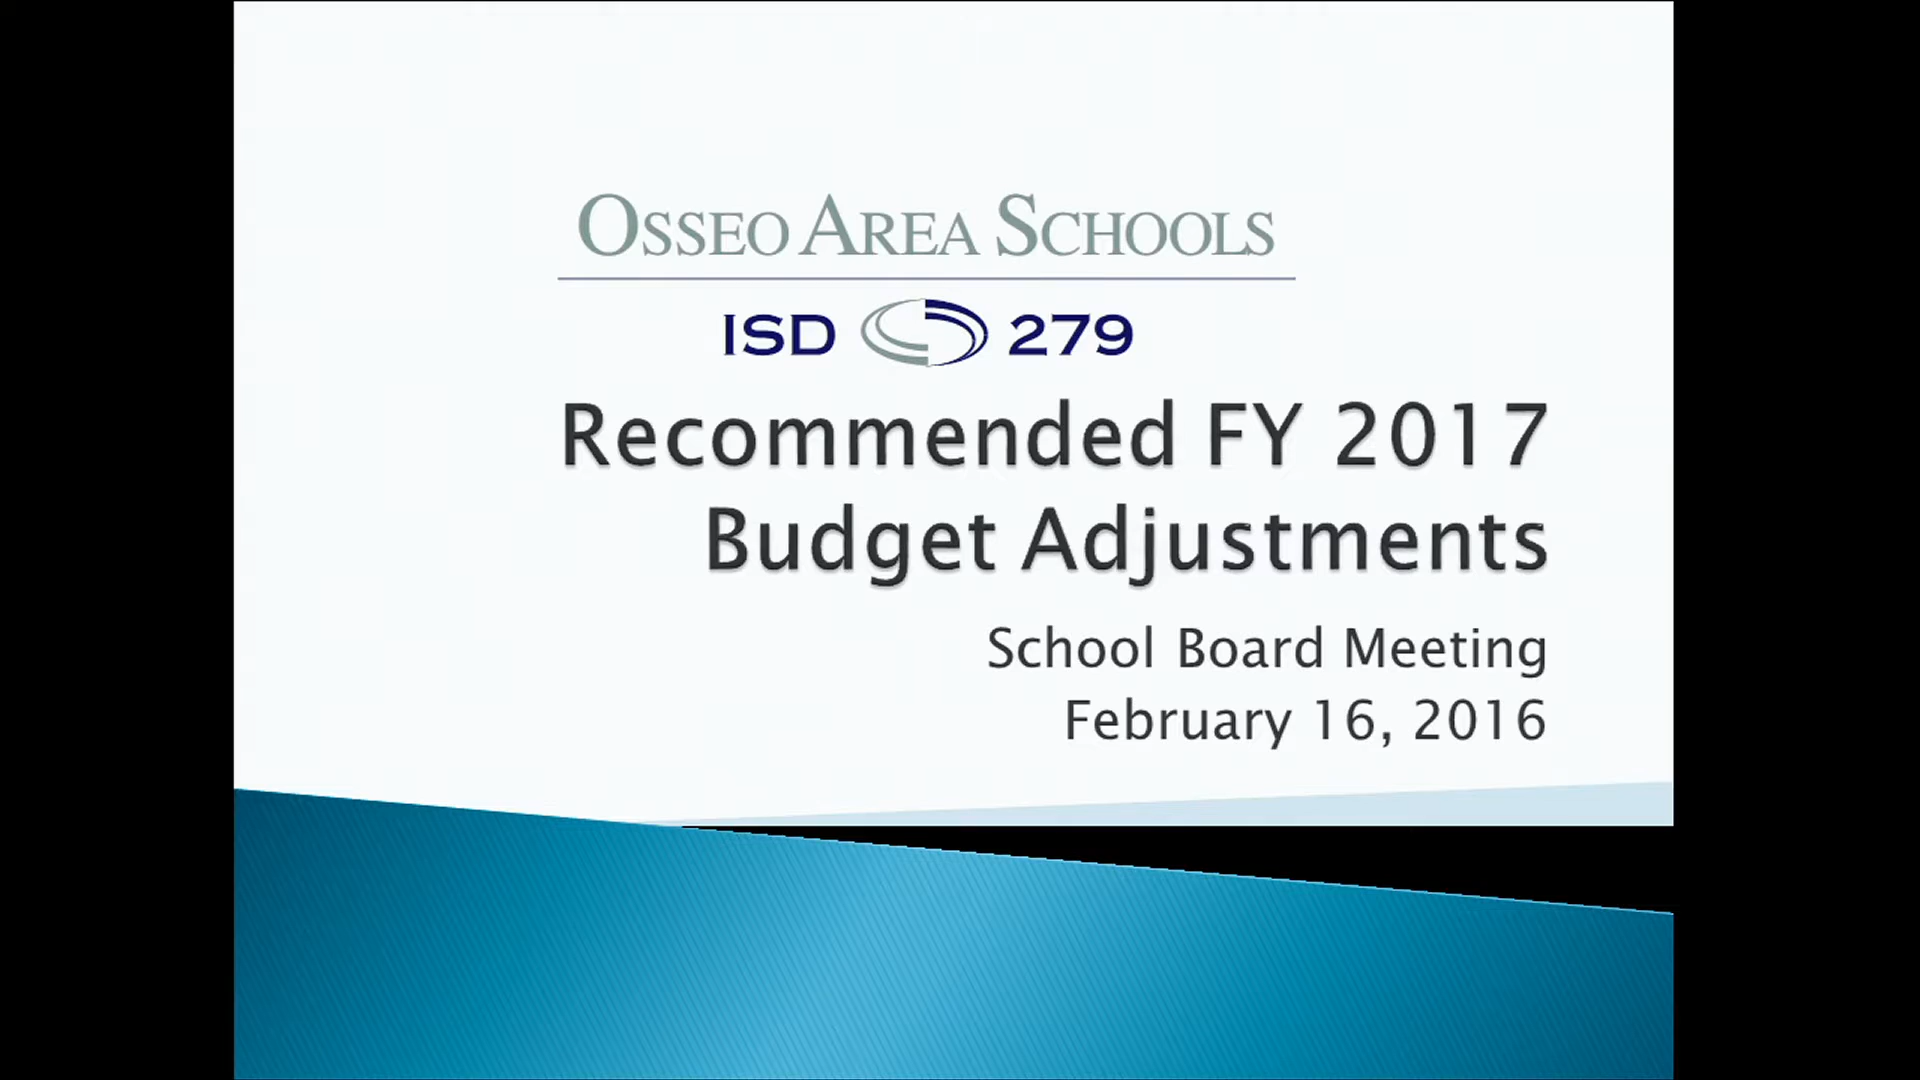 OSSEO AREA SCHOOLS
ISD 279
Recommended FY 2017
Budget Adjustments
School Board Meeting
February 16, 2016